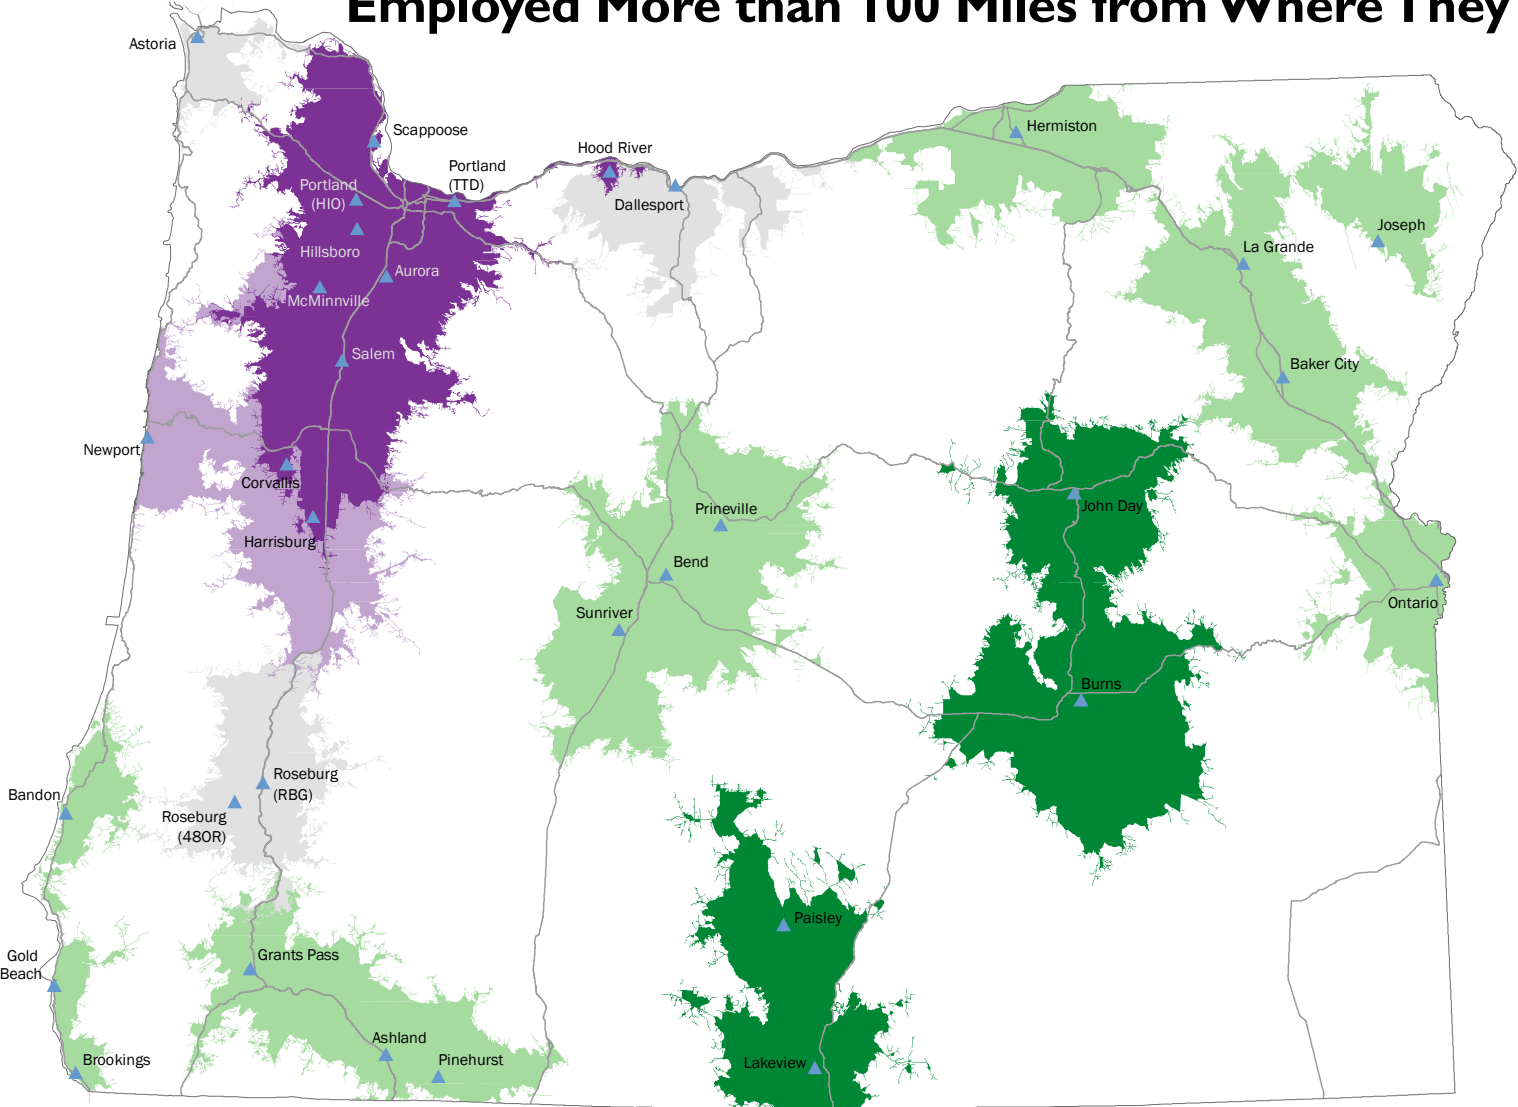 Employed More than 100 Miles from Where They
Astoria
Scappoose
Hood River
Portland
(TTD)
Hermiston
Portland
(HIO)
Dallesport
Joseph
Hillsboro
La Grande
Aurora
McMinnville
Salem
Baker City
Newport
Corvallis
Prineville
John Day
Harrisburg
Bend
Sunriver
Ontario
Burns
Roseburg
(RBG)
Bandon
Roseburg
(48OR)
Paisley
Grants Pass
Gold
Beach
Ashland
Brookings
Pinehurst
Lakeview